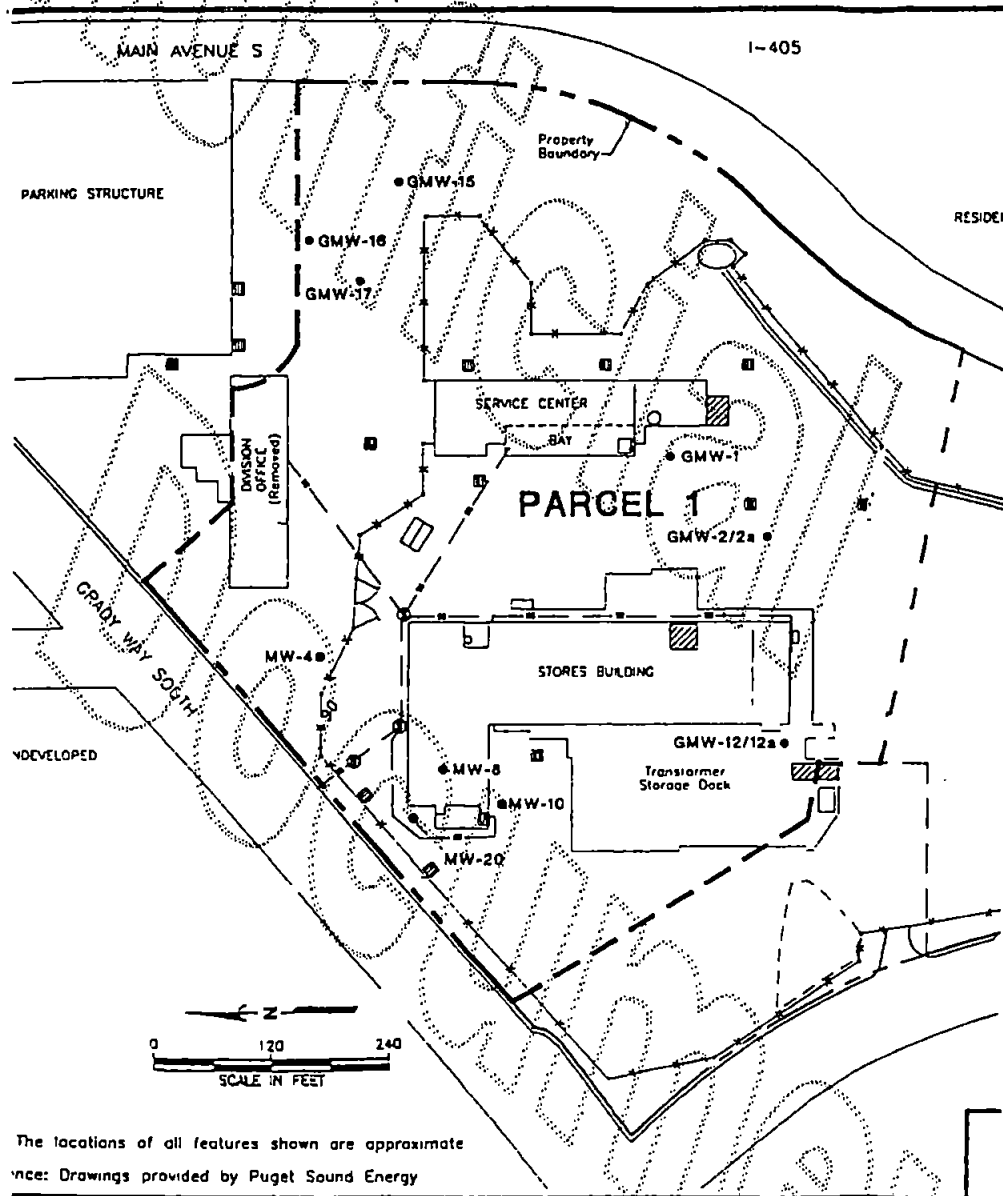 MAIN AVENUE S
I-405
Property
Boundary
PARKING STRUCTURE
GMW-15
RESIDE
GMW-16
GMW-17
SERVICE CENTER
BAY
DIVISION
OFFICE
(Removed)
GMW-1
PARCEL 1
GMW-2/2a
GRADY WAY SOUTH
MW-4
STORES BUILDING
90
GMW-12/12a
NDEVELOPED
MW-8
Transformer
Storage Dock
MW-10
MW-20
N
0 120 240
SCALE IN FEET
The locations of all features shown are approximate
nce: Drawings provided by Puget Sound Energy